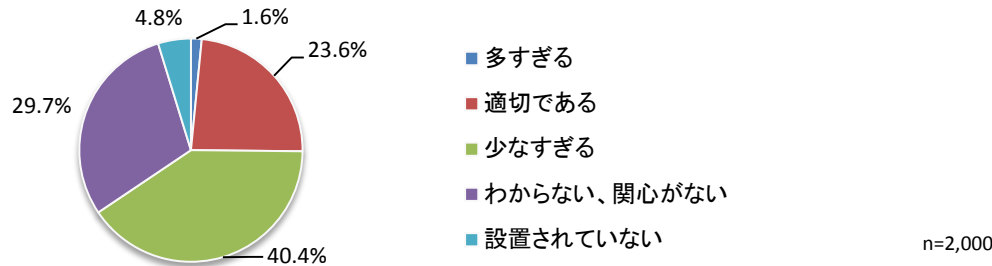 4.8%
1.6%
23.6%
29.7%
40.4%
多すぎる
適切である
少なすぎる
わからない、関心がない
設置されていない
n=2,000